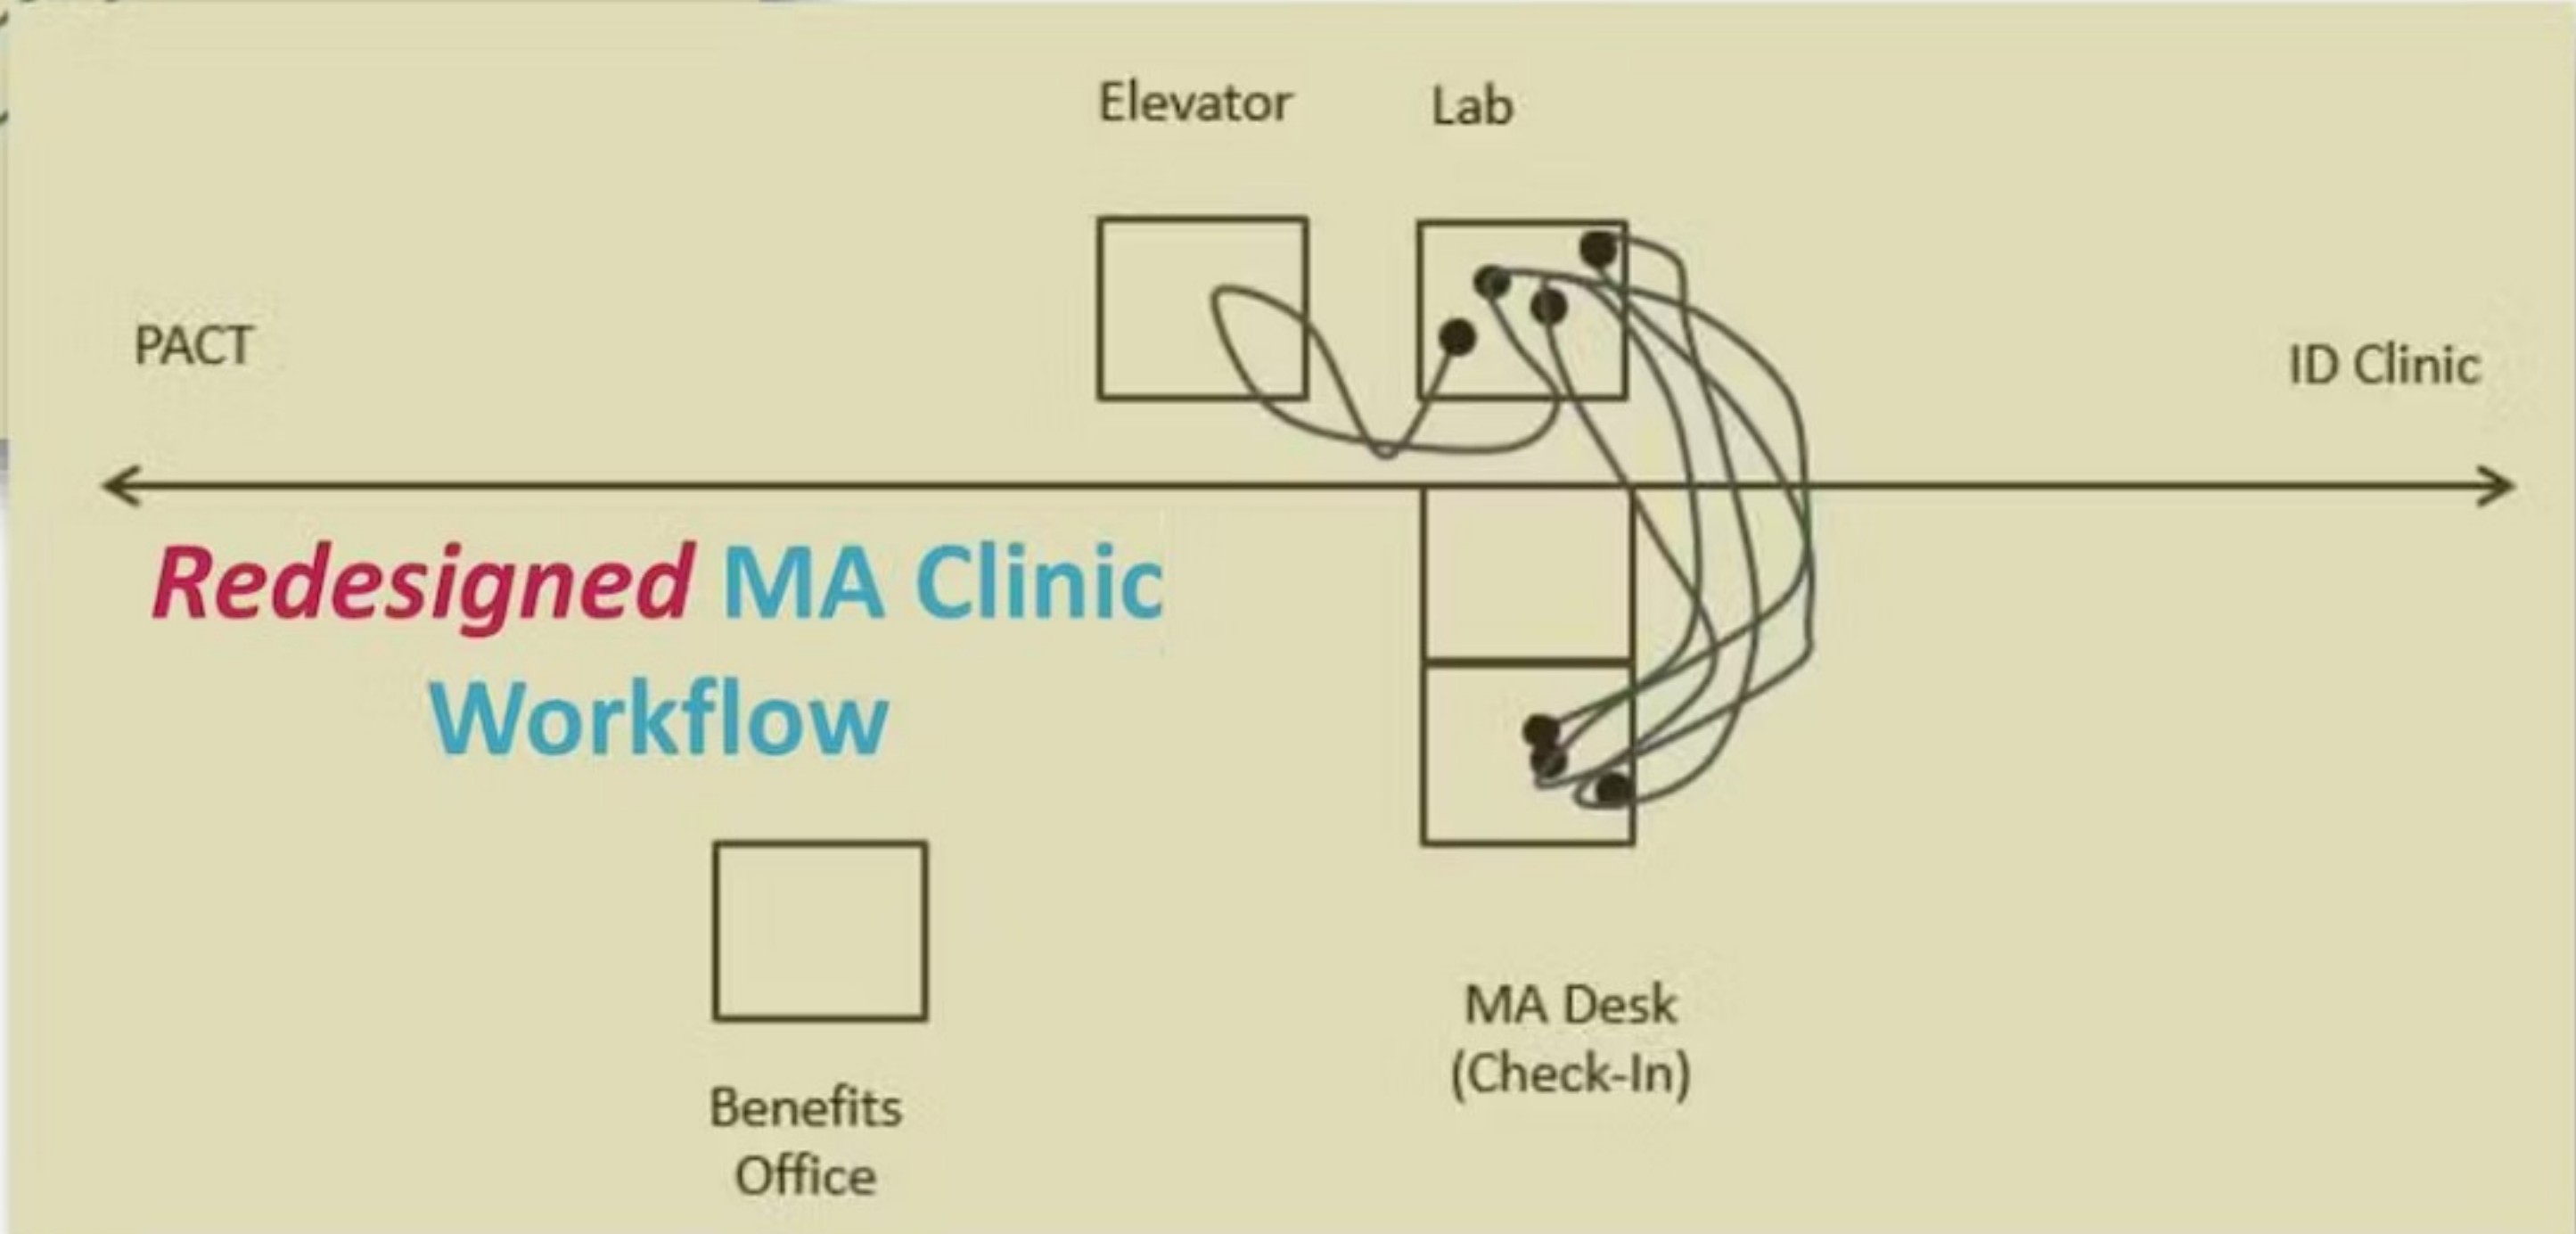 Elevator
Lab
PACT
ID Clinic
Redesigned MA Clinic
Workflow
MA Desk
(Check-In)
Benefits
Office